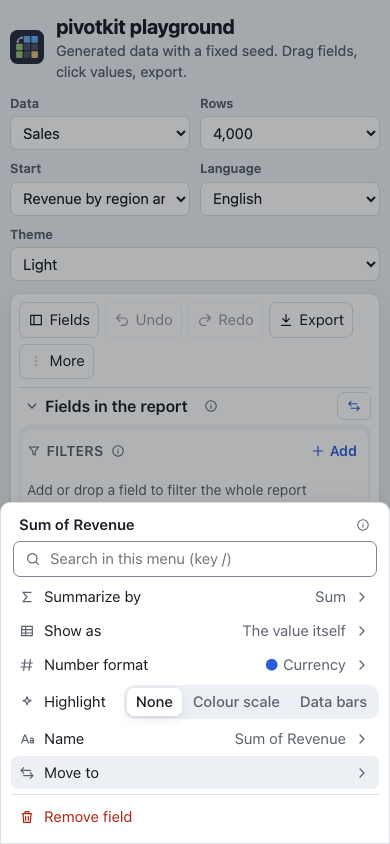 pivotkit playground
Generated data with a fixed seed. Drag fields,
click values, export.
Data
Rows
Sales
4,000
Start
Language
Revenue by region ar
English
Theme
Light
Fields
Undo
Redo
Export
More
Fields in the report
FILTERS
Add
Add or drop a field to filter the whole report
Sum of Revenue
Search in this menu (key /)
Summarize by Sum
Show as The value itself
Number format Currency
Highlight None Colour scale Data bars
Aa Name Sum of Revenue
Move to
Remove field